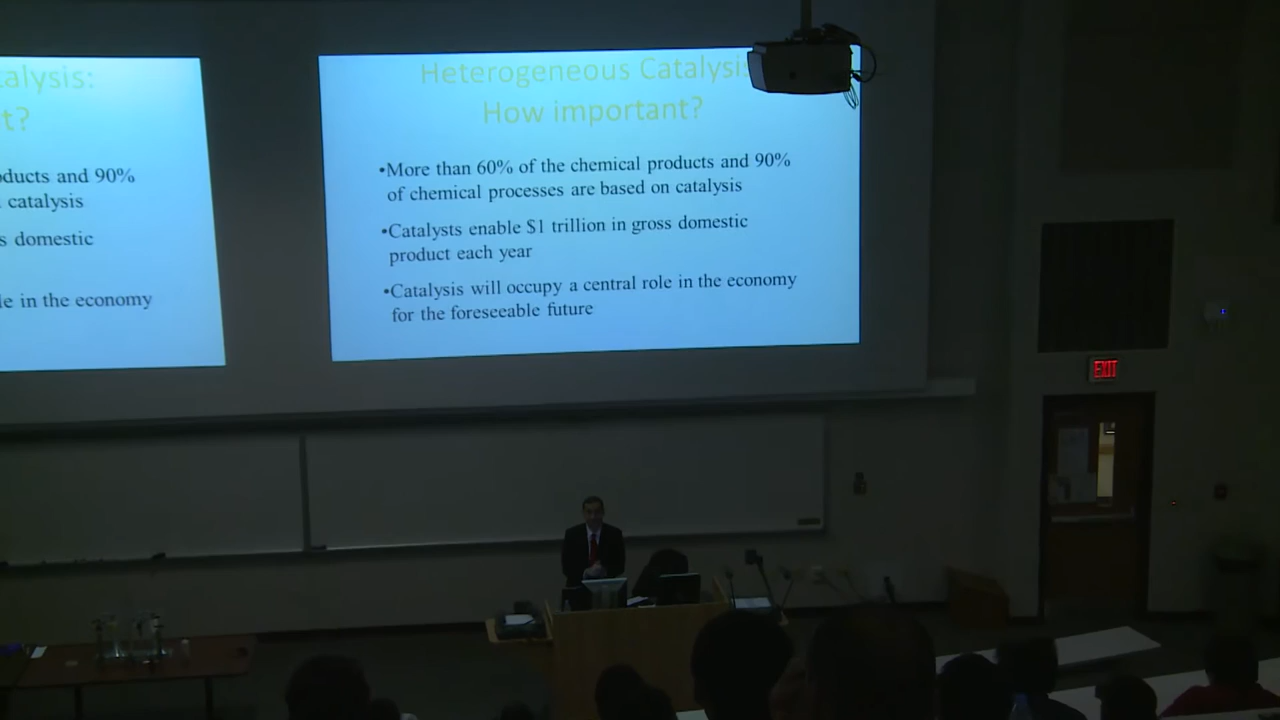 alysis:
t?
ducts and 90%
catalysis
s domestic
le in the economy
Heterogeneous Catalysis
How important?
•More than 60% of the chemical products and 90%
of chemical processes are based on catalysis
•Catalysts enable $1 trillion in gross domestic
product each year
•Catalysis will occupy a central role in the economy
for the foreseeable future
EXIT